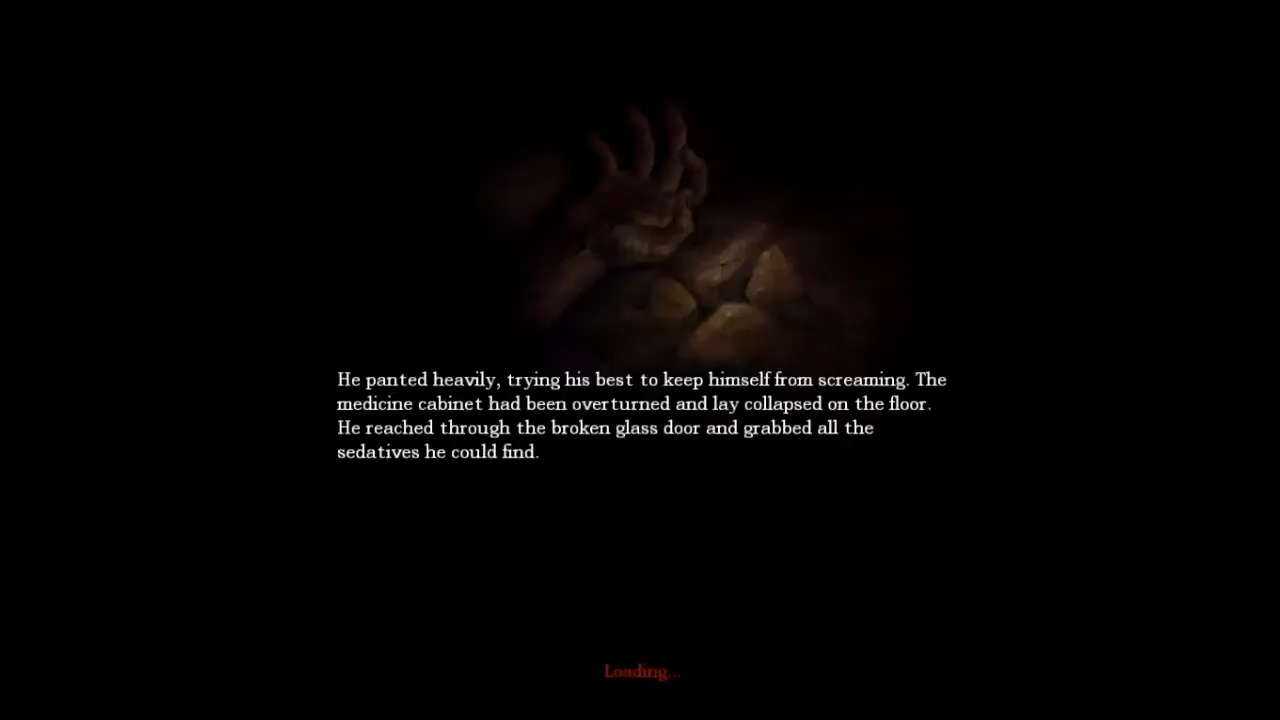 He panted heavily, trying his best to keep himself from screaming. The
medicine cabinet had been overturned and lay collapsed on the floor.
He reached through the broken glass door and grabbed all the
sedatives he could find.
Loading...